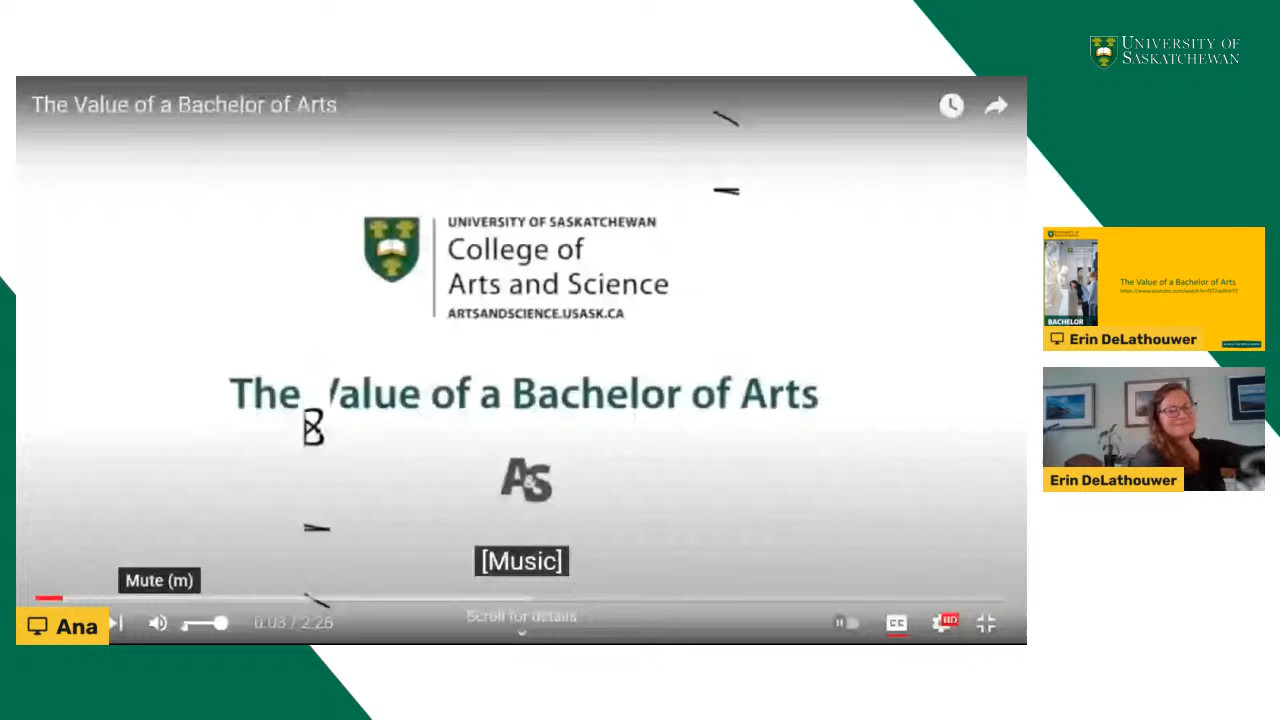 UNIVERSITY OF
SASKATCHEWAN
The Value of a Bachelor of Arts
UNIVERSITY OF SASKATCHEWAN
College of
Arts and Science
ARTSANDSCIENCE.USASK.CA
The Value of a Bachelor of Arts
A&S
[Music]
Mute (m)
Ana
0:03 / 2:26
Scroll for details
CC
HD
The Value of a Bachelor of Arts
BACHELOR
Erin DeLathouwer
Erin DeLathouwer